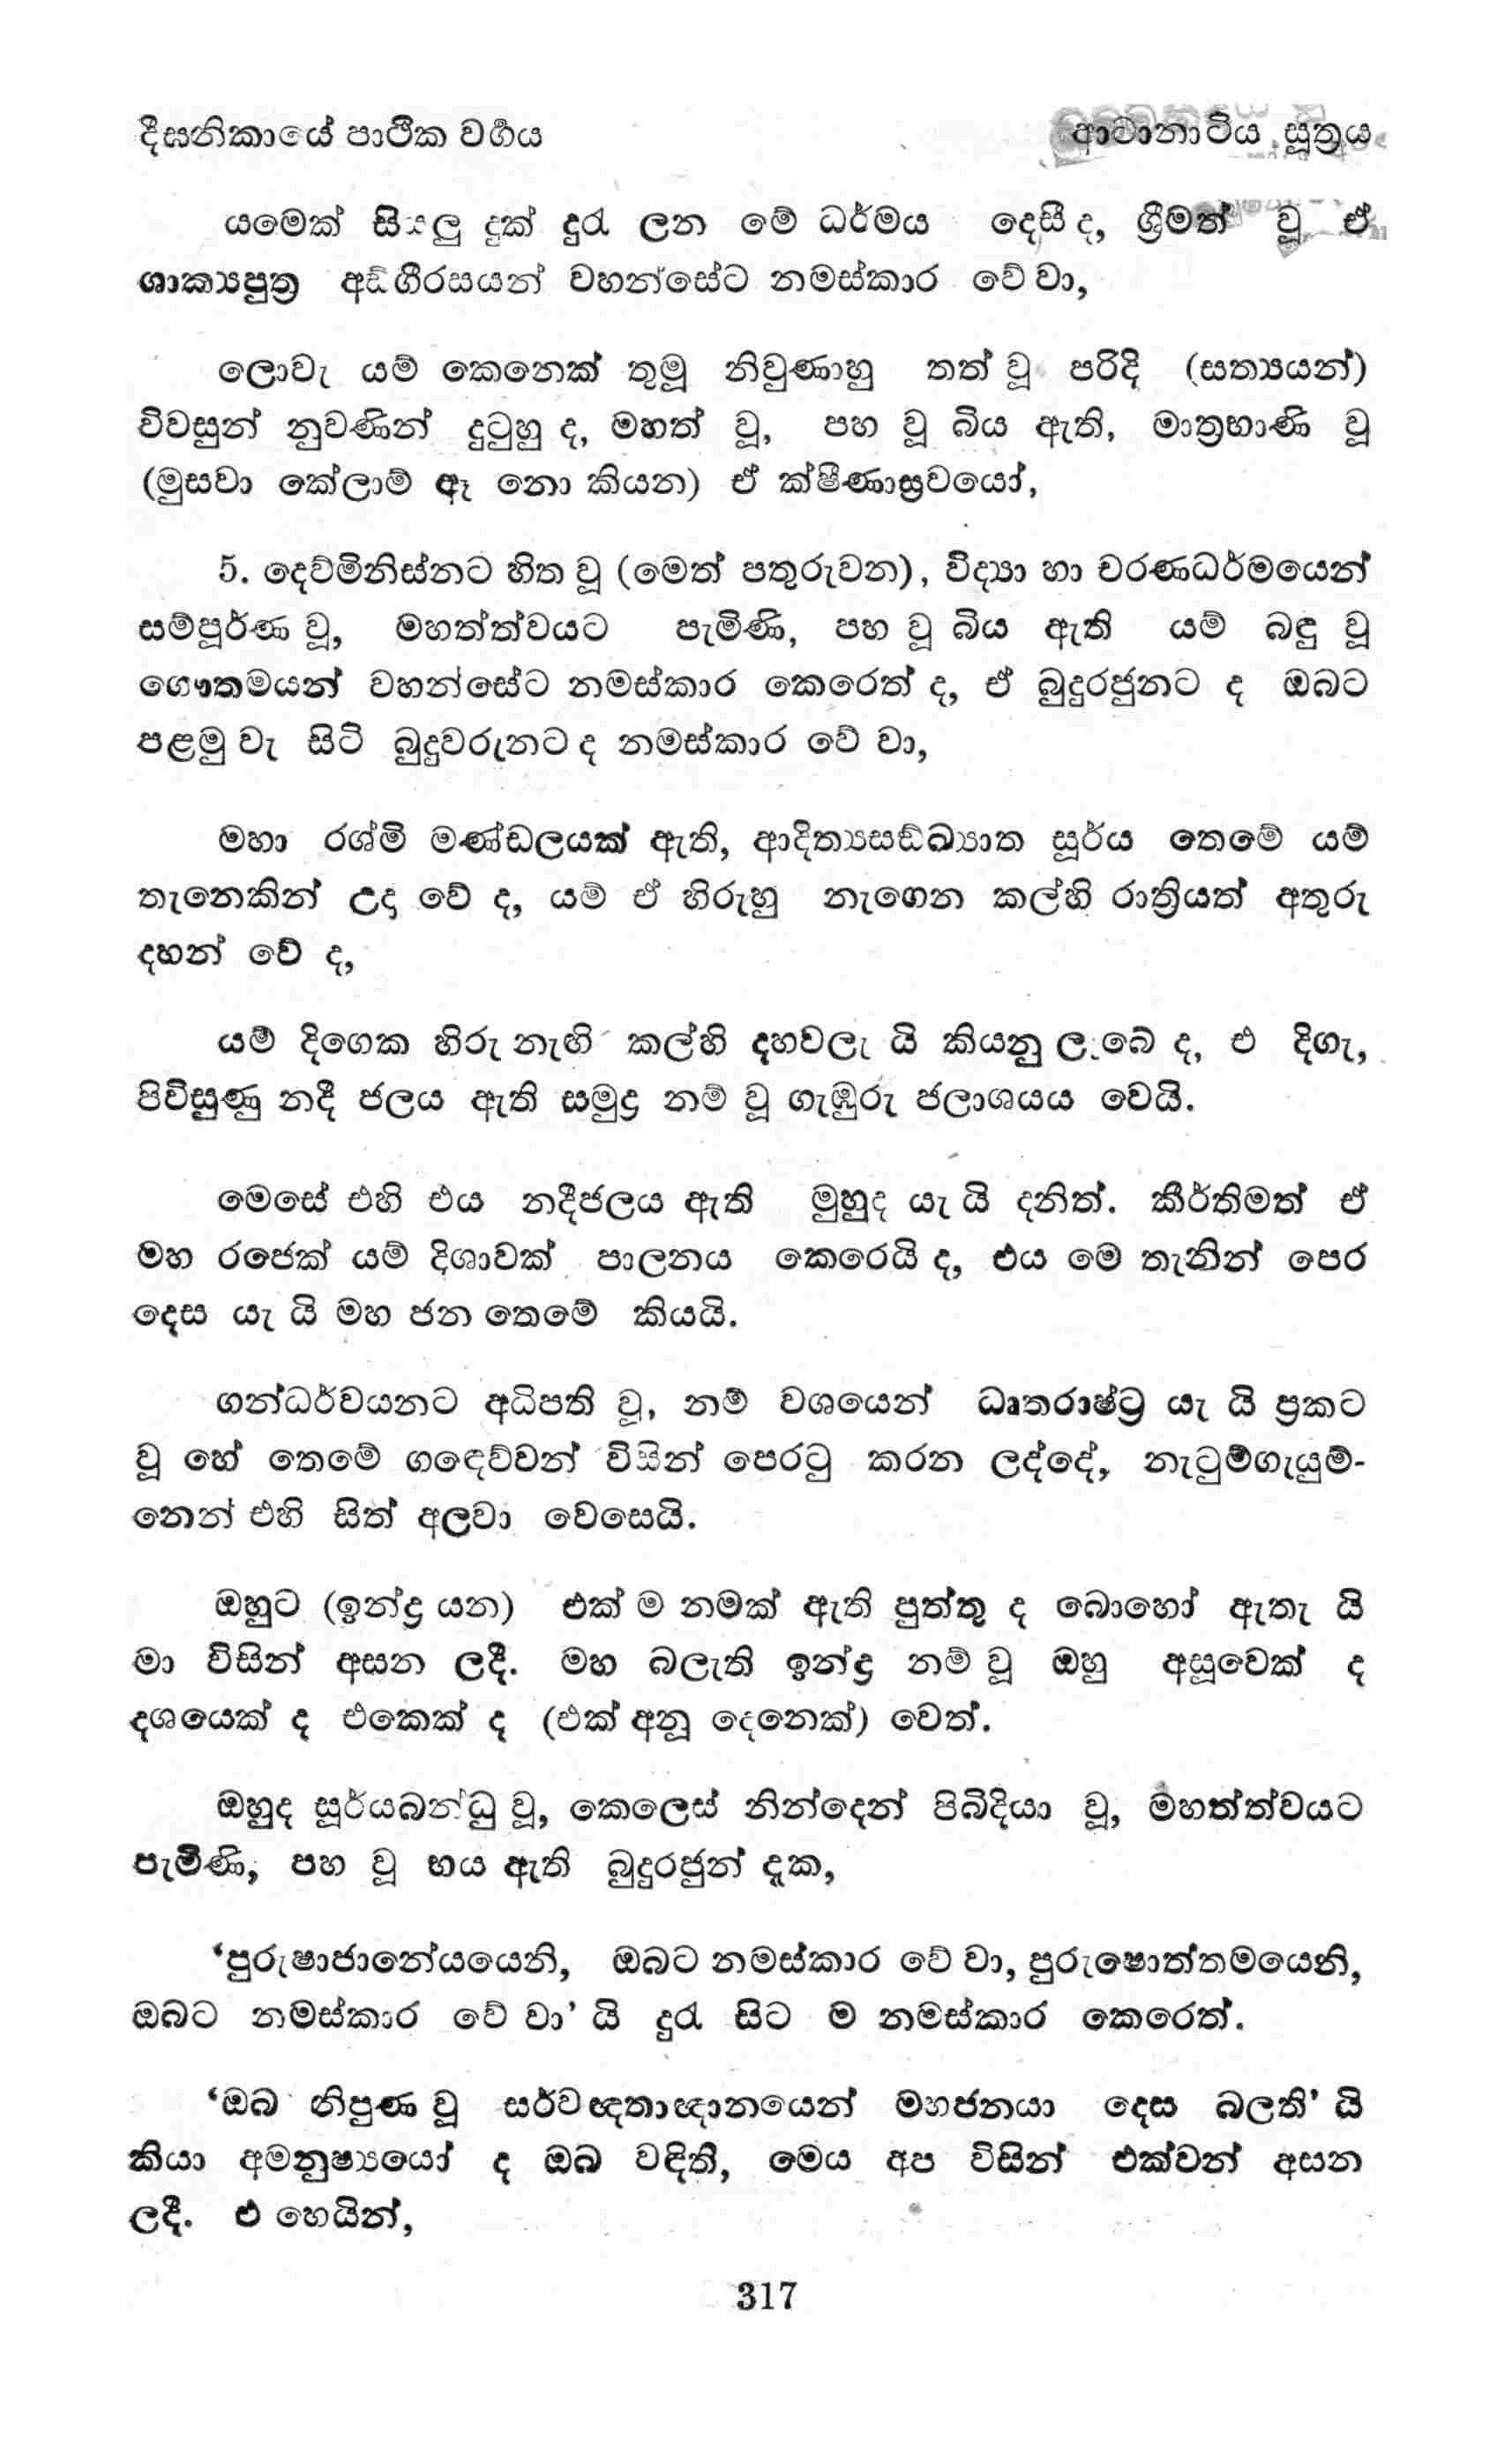 දීඝනිකායේ පාථික වර්ගය
ආටානාටිය සූත්‍රය
යමෙක් සියලු දුක් දුරු ලන මේ ධර්මය දෙසී ද, ශ්‍රීමත් වූ ඒ
ශාක්‍යපුත්‍ර අඞ්ගීරසයන් වහන්සේට නමස්කාර වේ වා,
ලොවැ යම් කෙනෙක් තුමූ නිවුණාහු තත් වූ පරිදි (සත්‍යයන්)
විවසුන් නුවණින් දුටුහු ද, මහත් වූ, පහ වූ බිය ඇති, මාත්‍රභාණි වූ
(මුසවා කේලාම් ඈ නො කියන) ඒ ක්ෂීණාස්‍රවයෝ,
5. දෙව්මිනිස්නට හිත වූ (මෙත් පතුරුවන), විද්‍යා හා චරණධර්මයෙන්
සම්පූර්ණ වූ, මහත්ත්වයට පැමිණි, පහ වූ බිය ඇති යම් බඳු වූ
ගෞතමයන් වහන්සේට නමස්කාර කෙරෙත් ද, ඒ බුදුරජුනට ද ඔබට
පළමු වැ සිටි බුදුවරුනට ද නමස්කාර වේ වා,
මහා රශ්මි මණ්ඩලයක් ඇති, ආදිත්‍යසඞ්ඛ්‍යාත සූර්ය තෙමේ යම්
තැනෙකින් උදා වේ ද, යම් ඒ හිරුහු නැගෙන කල්හි රාත්‍රියත් අතුරු
දහන් වේ ද,
යම් දිගෙක හිරු නැඟි කල්හි දහවලැ යි කියනු ලැබේ ද, එ දිගැ,
පිවිසුණු නදී ජලය ඇති සමුද්‍ර නම් වූ ගැඹුරු ජලාශයය වෙයි.
මෙසේ එහි එය නදීජලය ඇති මුහුද යැ යි දනිත්. කීර්තිමත් ඒ
මහ රජෙක් යම් දිශාවක් පාලනය කෙරෙයි ද, එය මෙ තැනින් පෙර
දෙස යැ යි මහ ජන තෙමේ කියයි.
ගන්ධර්වයනට අධිපති වූ, නම් වශයෙන් ධෘතරාෂ්ට්‍ර යැ යි ප්‍රකට
වූ හේ තෙමේ ගඳෙව්වන් විසින් පෙරටු කරන ලද්දේ, නැටුම්ගැයුම්-
නෙන් එහි සිත් අලවා වෙසෙයි.
ඔහුට (ඉන්ද්‍ර යන) එක් ම නමක් ඇති පුත්තු ද බොහෝ ඇතැ යි
මා විසින් අසන ලදී. මහ බලැති ඉන්ද්‍ර නම් වූ ඔහු අසූවෙක් ද
දශයෙක් ද එකෙක් ද (එක් අනූ දෙනෙක්) වෙත්.
ඔහුද සූර්යබන්ධු වූ, කෙලෙස් නින්දෙන් පිබිදියා වූ, මහත්ත්වයට
පැමිණි, පහ වූ භය ඇති බුදුරජුන් දැක,
‘පුරුෂාජානේයයෙනි, ඔබට නමස්කාර වේ වා, පුරුෂොත්තමයෙනි,
ඔබට නමස්කාර වේ වා’ යි දුරු සිට ම නමස්කාර කෙරෙත්.
‘ඔබ නිපුණ වූ සර්වඥතාඥානයෙන් මහජනයා දෙස බලති’ යි
කියා අමනුෂ්‍යයෝ ද ඔබ වඳිති, මෙය අප විසින් එක්වන් අසන
ලදී. එ හෙයින්,
317